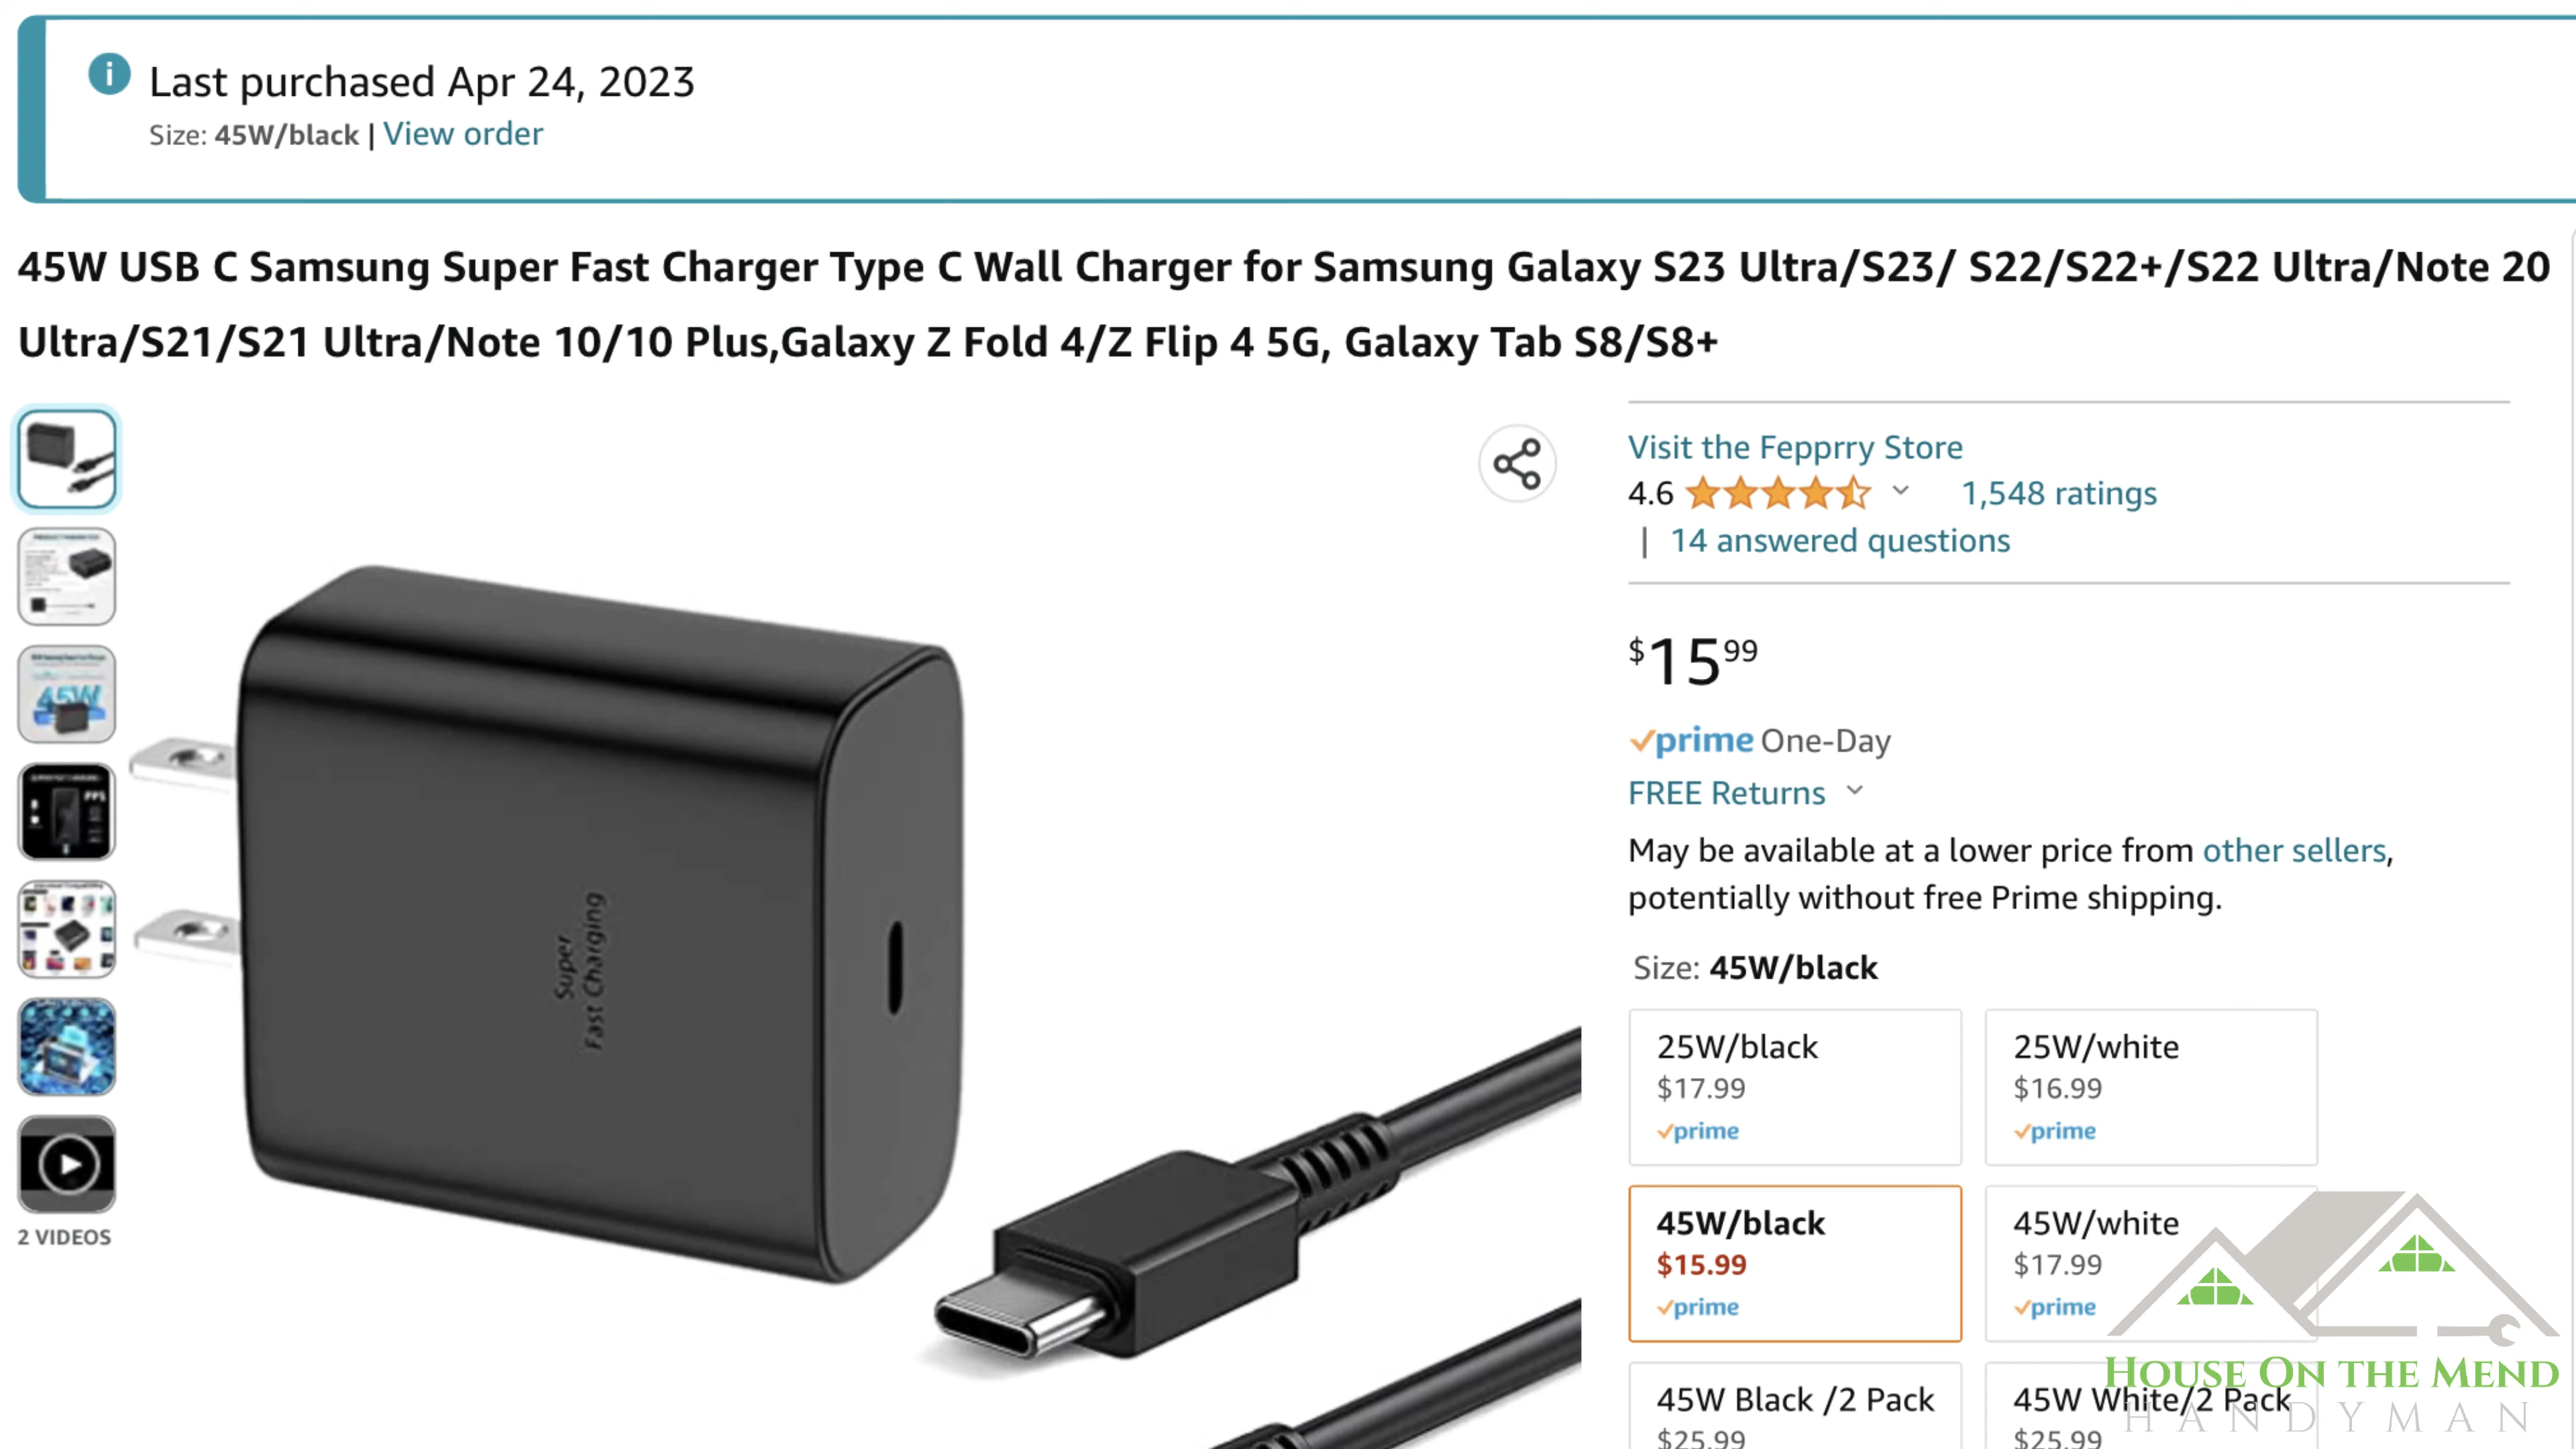 Last purchased Apr 24, 2023
Size: 45W/black | View order
45W USB C Samsung Super Fast Charger Type C Wall Charger for Samsung Galaxy S23 Ultra/S23/ S22/S22+/S22 Ultra/Note 20
Ultra/S21/S21 Ultra/Note 10/10 Plus,Galaxy Z Fold 4/Z Flip 4 5G, Galaxy Tab S8/S8+
45W
PPS
2 VIDEOS
Super
Fast Charging
Visit the Fepprry Store
4.6 1,548 ratings
| 14 answered questions
$15.99
prime One-Day
FREE Returns
May be available at a lower price from other sellers,
potentially without free Prime shipping.
Size: 45W/black
25W/black
$17.99
prime
25W/white
$16.99
prime
45W/black
$15.99
prime
45W/white
$17.99
prime
45W Black /2 Pack
$25.99
45W White/2 Pack
$25.99
HOUSE ON THE MEND
HANDYMAN